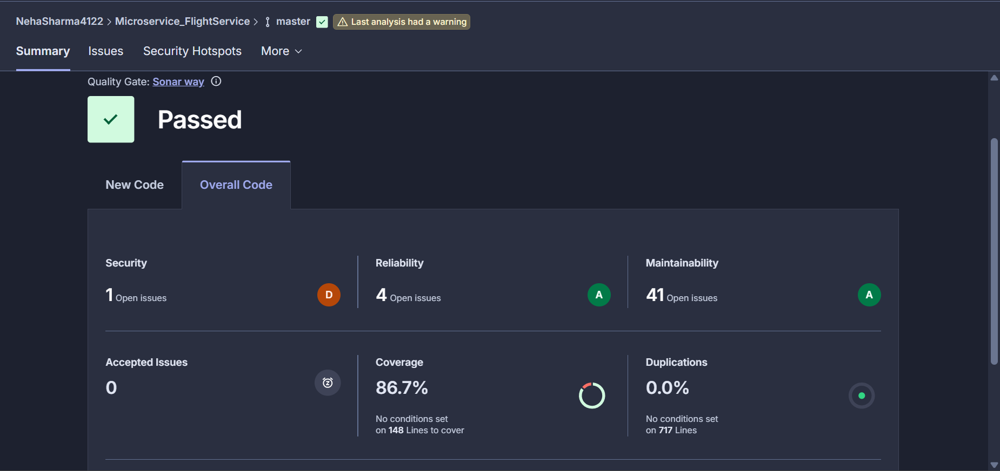 NehaSharma4122 > Microservice_FlightService > master Last analysis had a warning
Summary Issues Security Hotspots More
Quality Gate: Sonar way
Passed
New Code Overall Code
Security
1 Open issues D
Reliability
4 Open issues A
Maintainability
41 Open issues A
Accepted Issues
0
Coverage
86.7%
No conditions set
on 148 Lines to cover
Duplications
0.0%
No conditions set
on 717 Lines